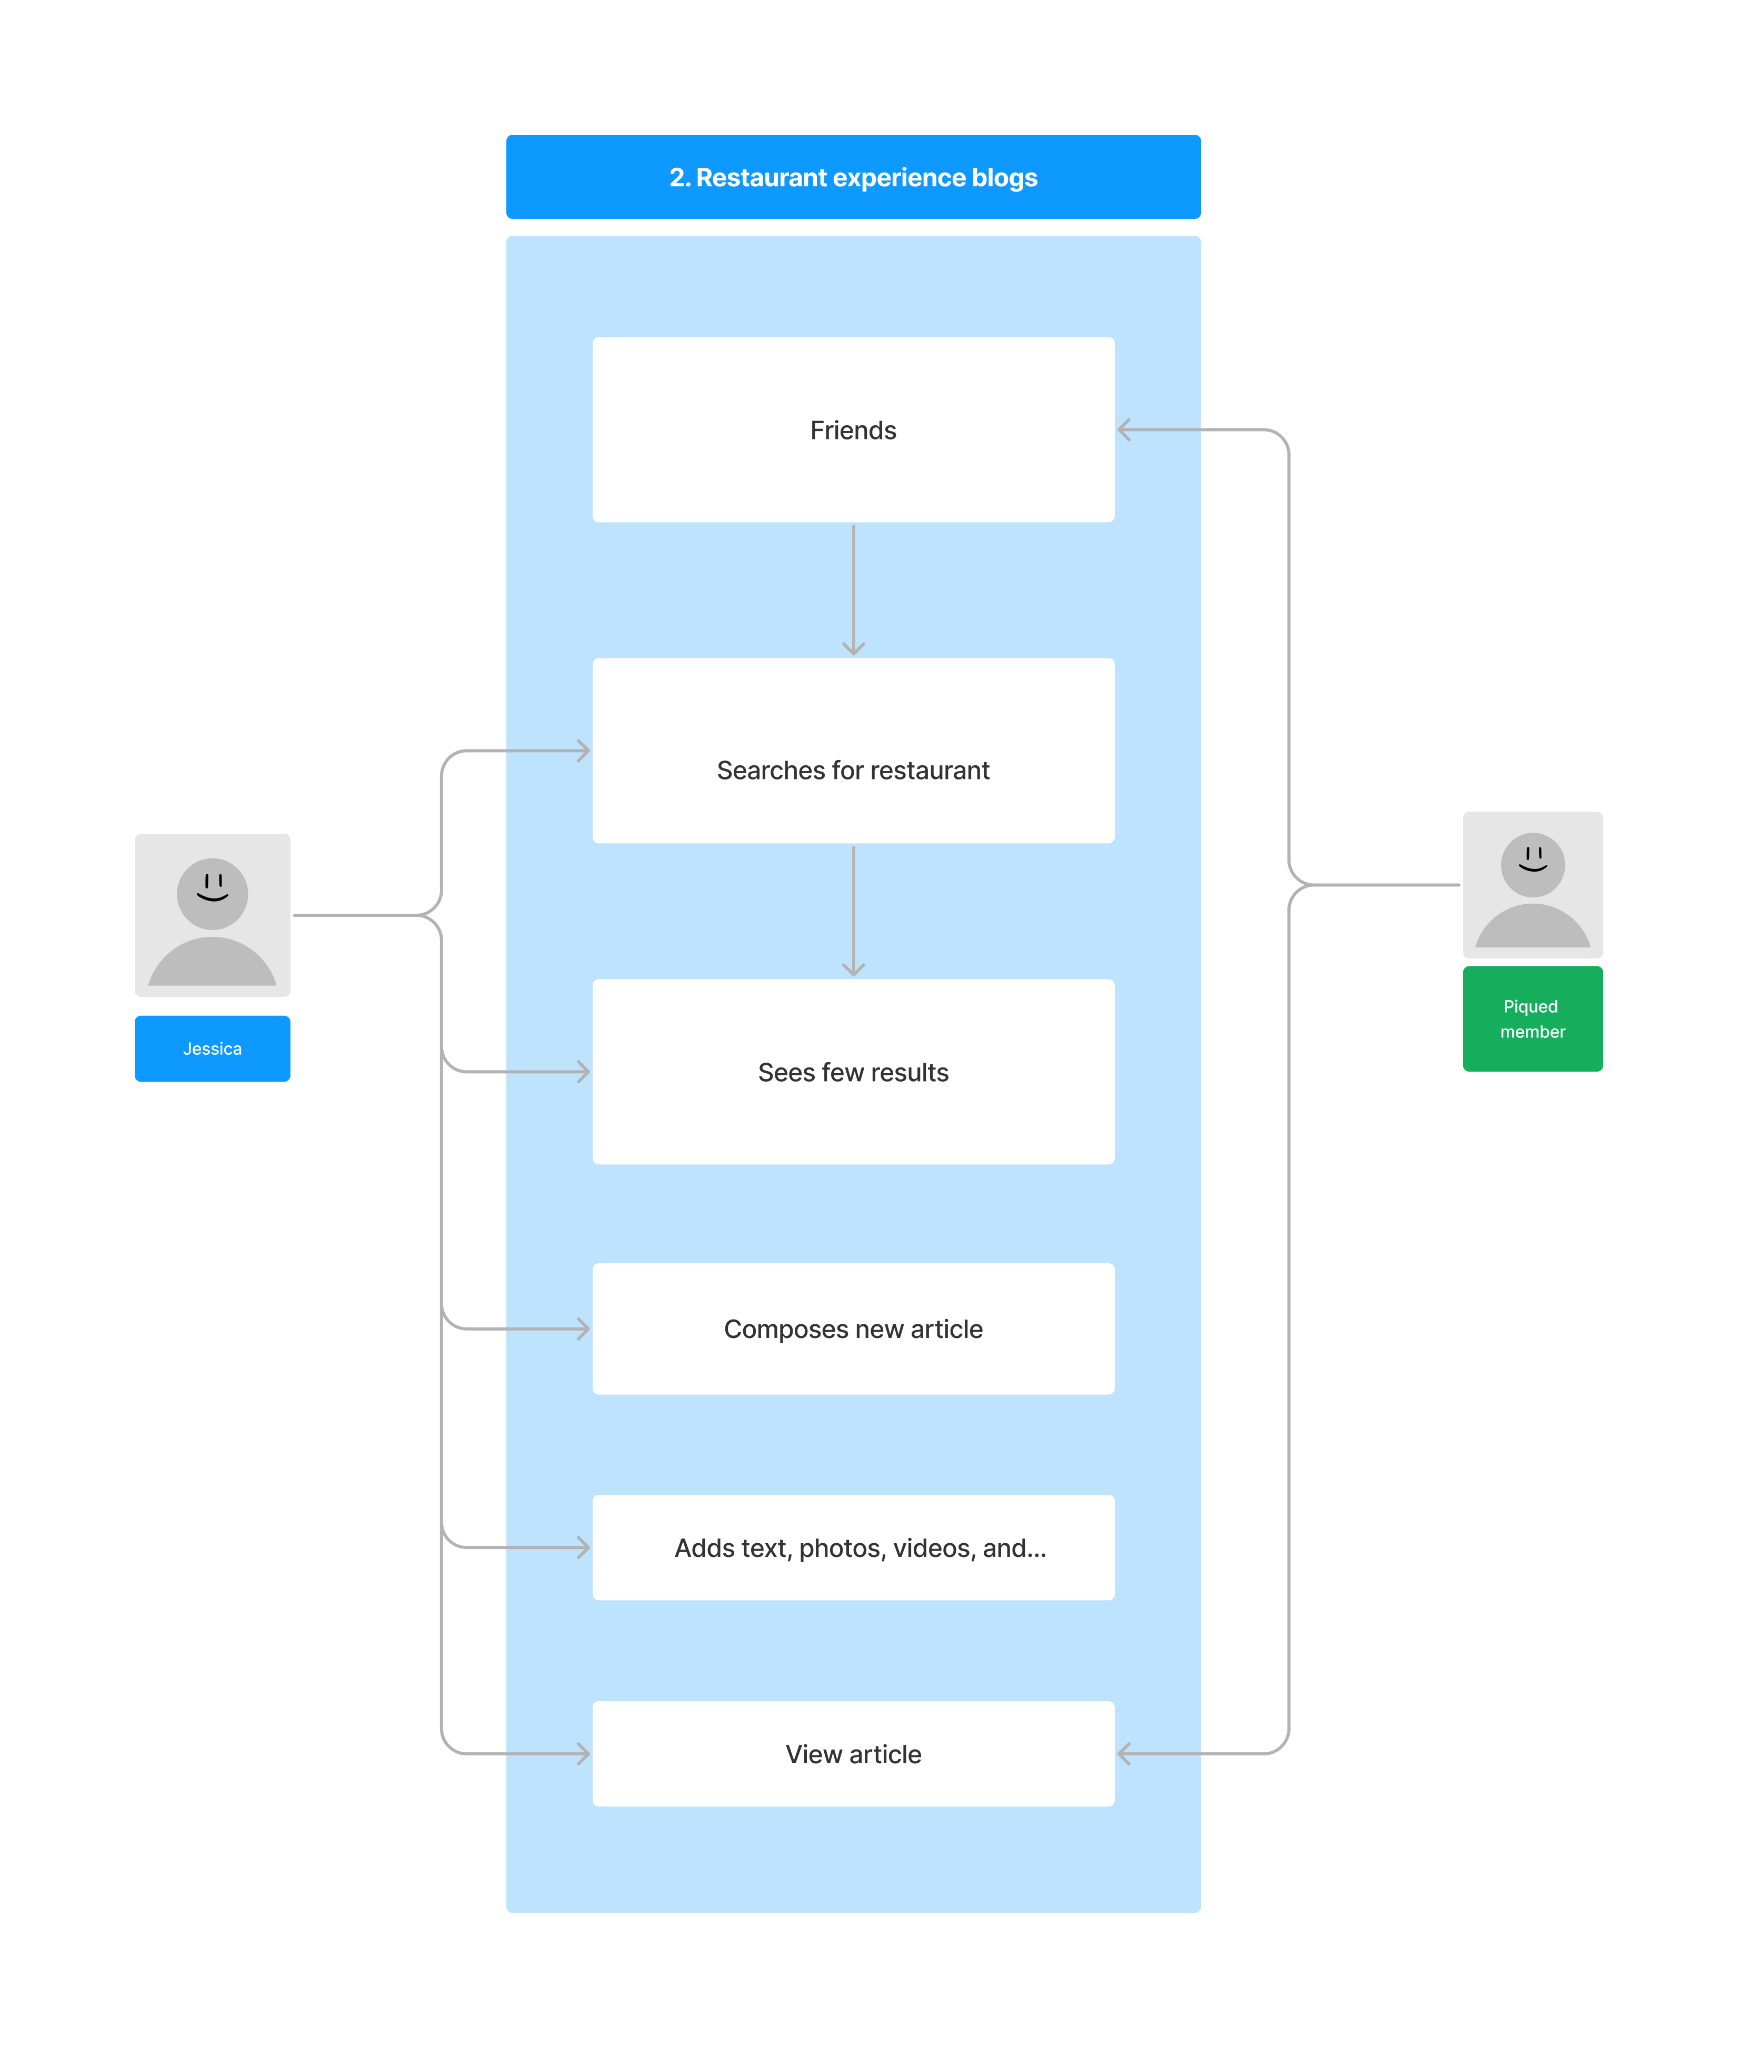 2. Restaurant experience blogs
Friends
Searches for restaurant
Jessica
Piqued
member
Sees few results
Composes new article
Adds text, photos, videos, and...
View article